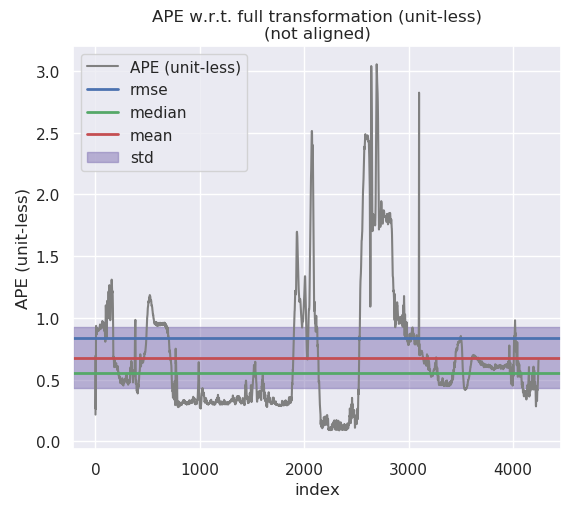 APE w.r.t. full transformation (unit-less)
(not aligned)
APE (unit-less)
rmse
median
mean
std
APE (unit-less)
3.0
2.5
2.0
1.5
1.0
0.5
0.0
0 1000 2000 3000 4000
index